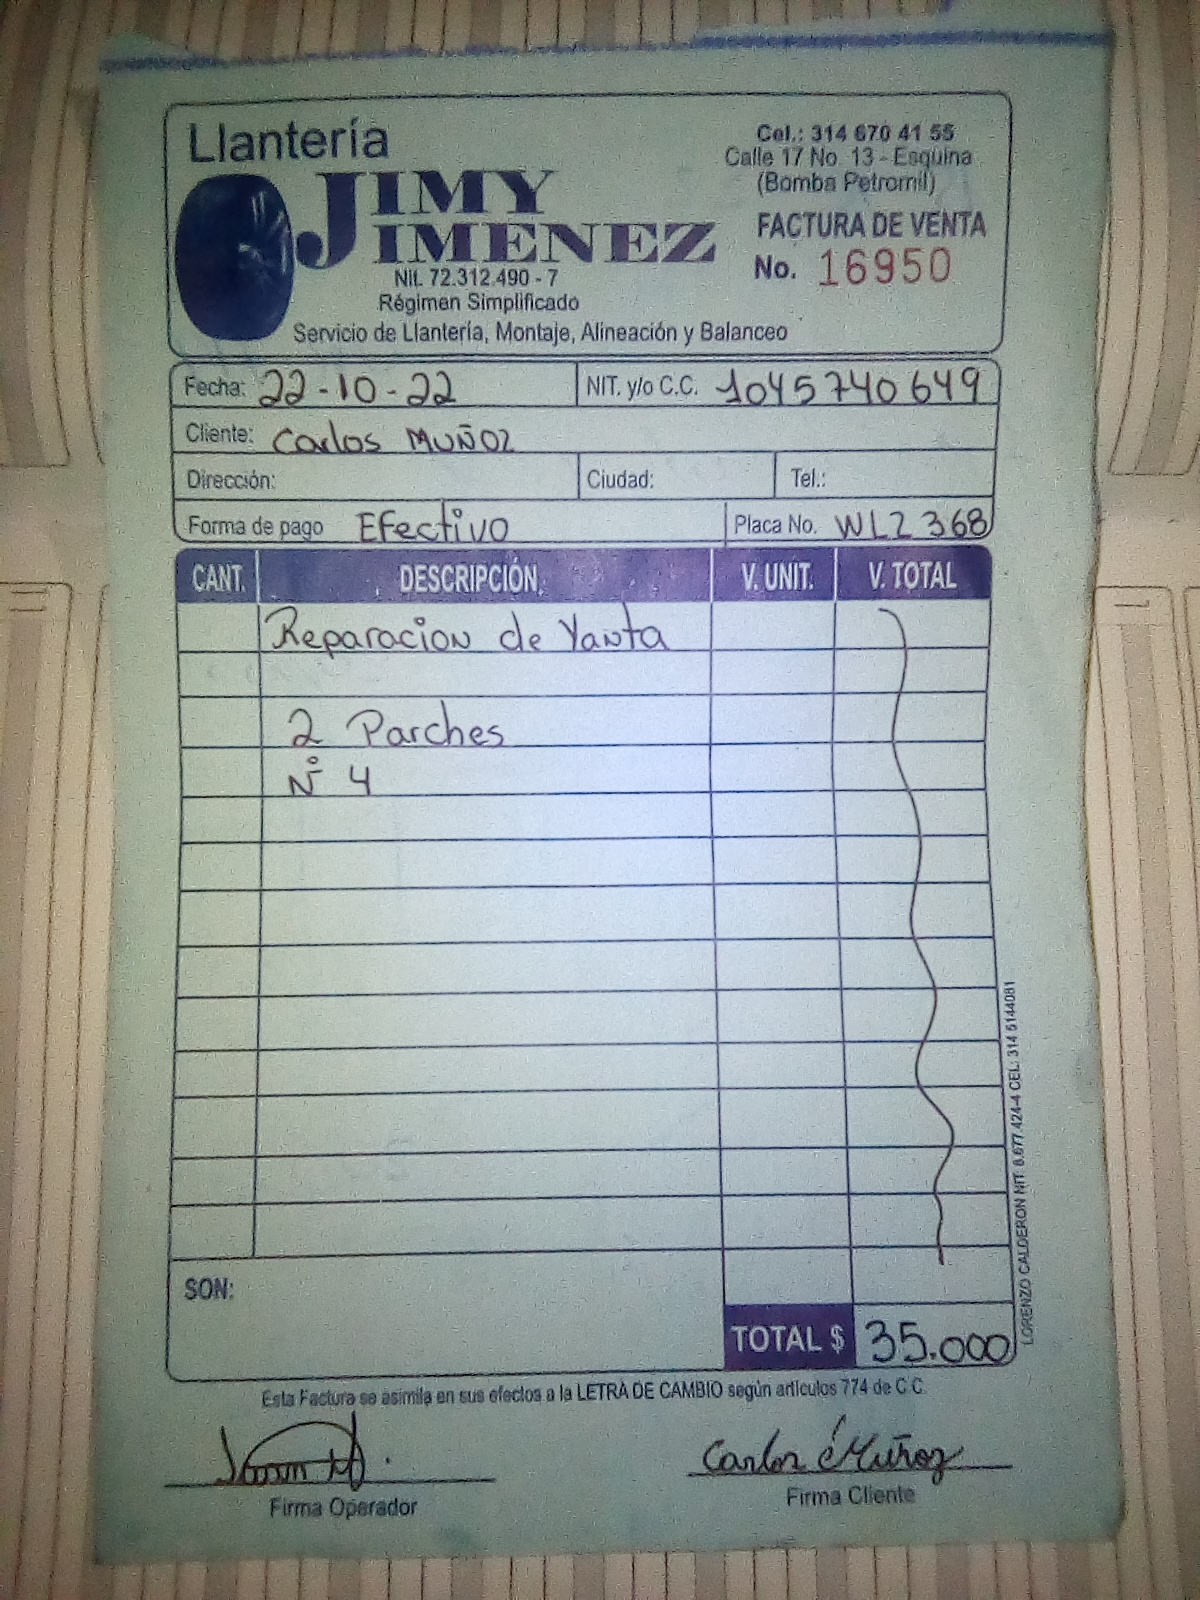 Llantería
JIMY
JIMENEZ
Nit. 72.312.490 - 7
Régimen Simplificado
Servicio de Llantería, Montaje, Alineación y Balanceo
Cel.: 314 670 41 55
Calle 17 No. 13 - Esquina
(Bomba Petromil)
FACTURA DE VENTA
No. 16950
Fecha: 22-10-22 NIT. y/o C.C. 1045740649
Cliente: Carlos MUÑOZ
Dirección: Ciudad: Tel.:
Forma de pago Efectivo Placa No. WLZ 368
CANT. DESCRIPCIÓN V. UNIT. V. TOTAL
Reparacion de Yanta
2 Parches
N° 4
SON:
TOTAL $ 35.000
Esta Factura se asimila en sus efectos a la LETRA DE CAMBIO según artículos 774 de C.C.
Carlos Muñoz
Firma Operador Firma Cliente
LORENZO CALDERON NIT: 8.677.424-4 CEL: 314 5144081